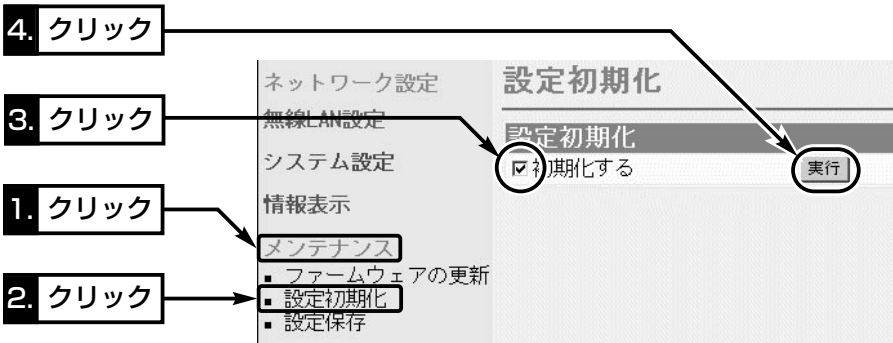 4. クリック
3. クリック
1. クリック
2. クリック
ネットワーク設定
無線LAN設定
システム設定
情報表示
メンテナンス
▪ ファームウェアの更新
▪ 設定初期化
▪ 設定保存
設定初期化
設定初期化
初期化する
実行